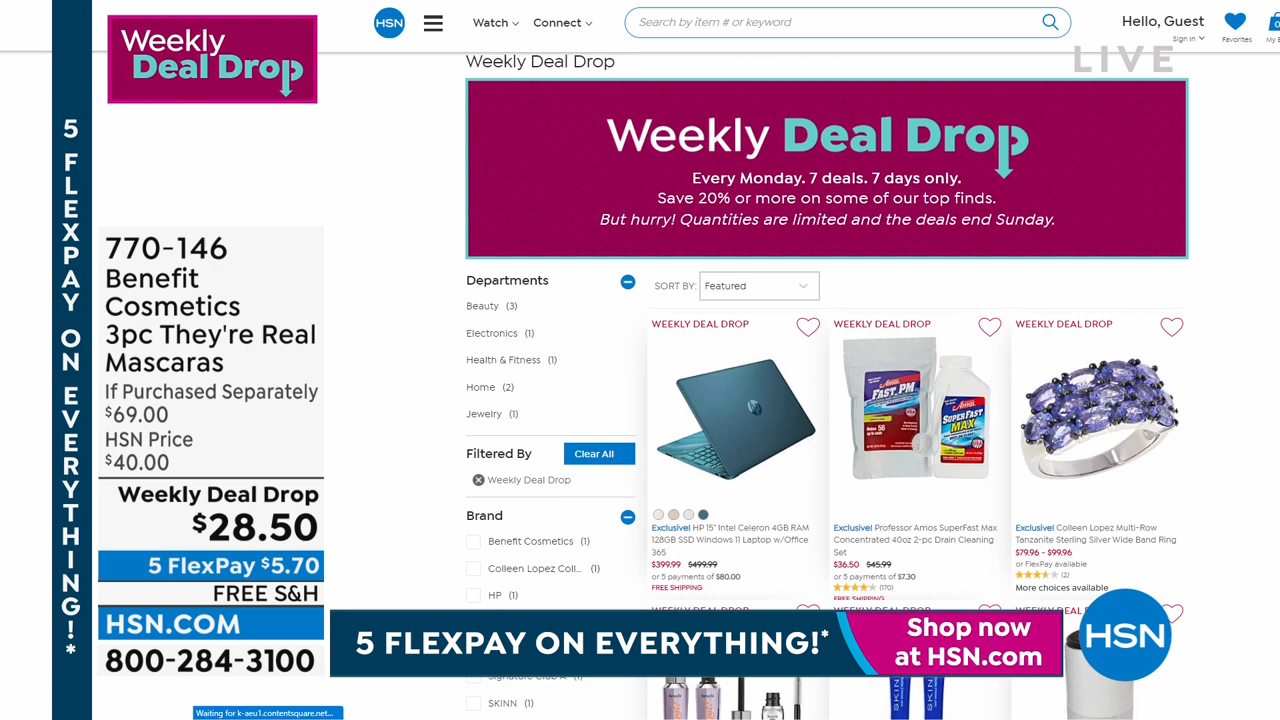 Weekly
Deal Drop
5 FLEXPAY ON EVERYTHING!*
770-146
Benefit
Cosmetics
3pc They're Real
Mascaras
If Purchased Separately
$69.00
HSN Price
$40.00
Weekly Deal Drop
$28.50
5 FlexPay $5.70
FREE S&H
HSN.COM
800-284-3100
HSN
Watch
Connect
Search by item # or keyword
Hello, Guest
Sign In
Favorites
LIVE
Weekly Deal Drop
Weekly Deal Drop
Every Monday. 7 deals. 7 days only.
Save 20% or more on some of our top finds.
But hurry! Quantities are limited and the deals end Sunday.
Departments
Beauty (3)
Electronics (1)
Health & Fitness (1)
Home (2)
Jewelry (1)
Filtered By
Clear All
Weekly Deal Drop
Brand
Benefit Cosmetics (1)
Colleen Lopez Coll... (1)
HP (1)
SKINN (1)
SORT BY:
Featured
WEEKLY DEAL DROP
hp
Exclusive! HP 15" Intel Celeron 4GB RAM
128GB SSD Windows 11 Laptop w/Office
365
$399.99 $499.99
or 5 payments of $80.00
FREE SHIPPING
WEEKLY DEAL DROP
Amos
FAST PM
Amos
SUPERFAST
MAX
Exclusive! Professor Amos SuperFast Max
Concentrated 40oz 2-pc Drain Cleaning
Set
$36.50 $45.99
or 5 payments of $7.30
(170)
FREE SHIPPING
WEEKLY DEAL DROP
Exclusive! Colleen Lopez Multi-Row
Tanzanite Sterling Silver Wide Band Ring
$79.96 - $99.96
or FlexPay available
(2)
More choices available
5 FLEXPAY ON EVERYTHING!*
Shop now
at HSN.com
HSN
Waiting for k-aeu1.contentsquare.net...